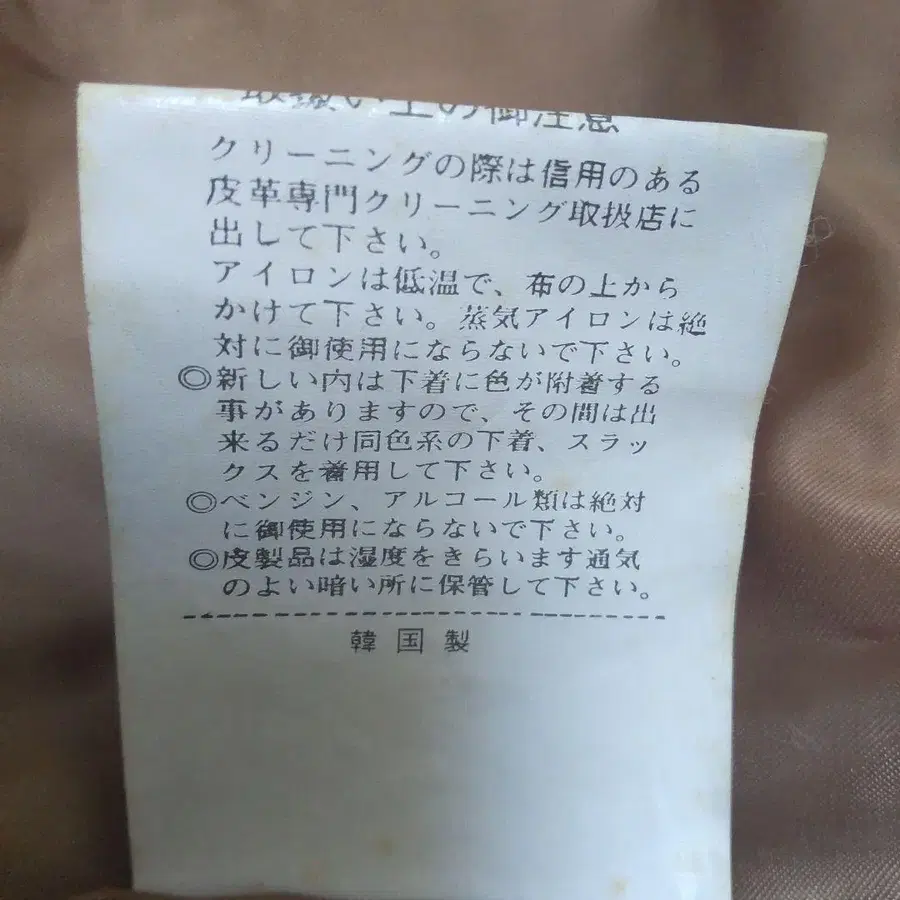 取扱い上の御注意
クリーニングの際は信用のある
皮革専門クリーニング取扱店に
出して下さい。
アイロンは低温で、布の上から
かけて下さい。蒸気アイロンは絶
対に御使用にならないで下さい。
◎新しい内は下着に色が附着する
事がありますので、その間は出
来るだけ同色系の下着、スラッ
クスを着用して下さい。
◎ベンジン、アルコール類は絶対
に御使用にならないで下さい。
◎皮製品は湿度をきらいます通気
のよい暗い所に保管して下さい。
韓国製